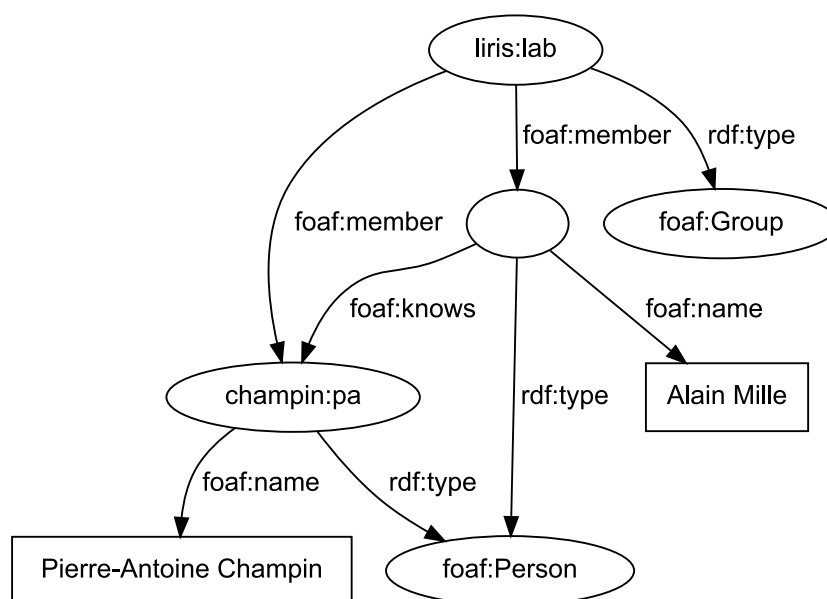 liris:lab
foaf:member
rdf:type
foaf:member
foaf:Group
foaf:knows
foaf:name
champin:pa
rdf:type
Alain Mille
foaf:name
rdf:type
Pierre-Antoine Champin
foaf:Person